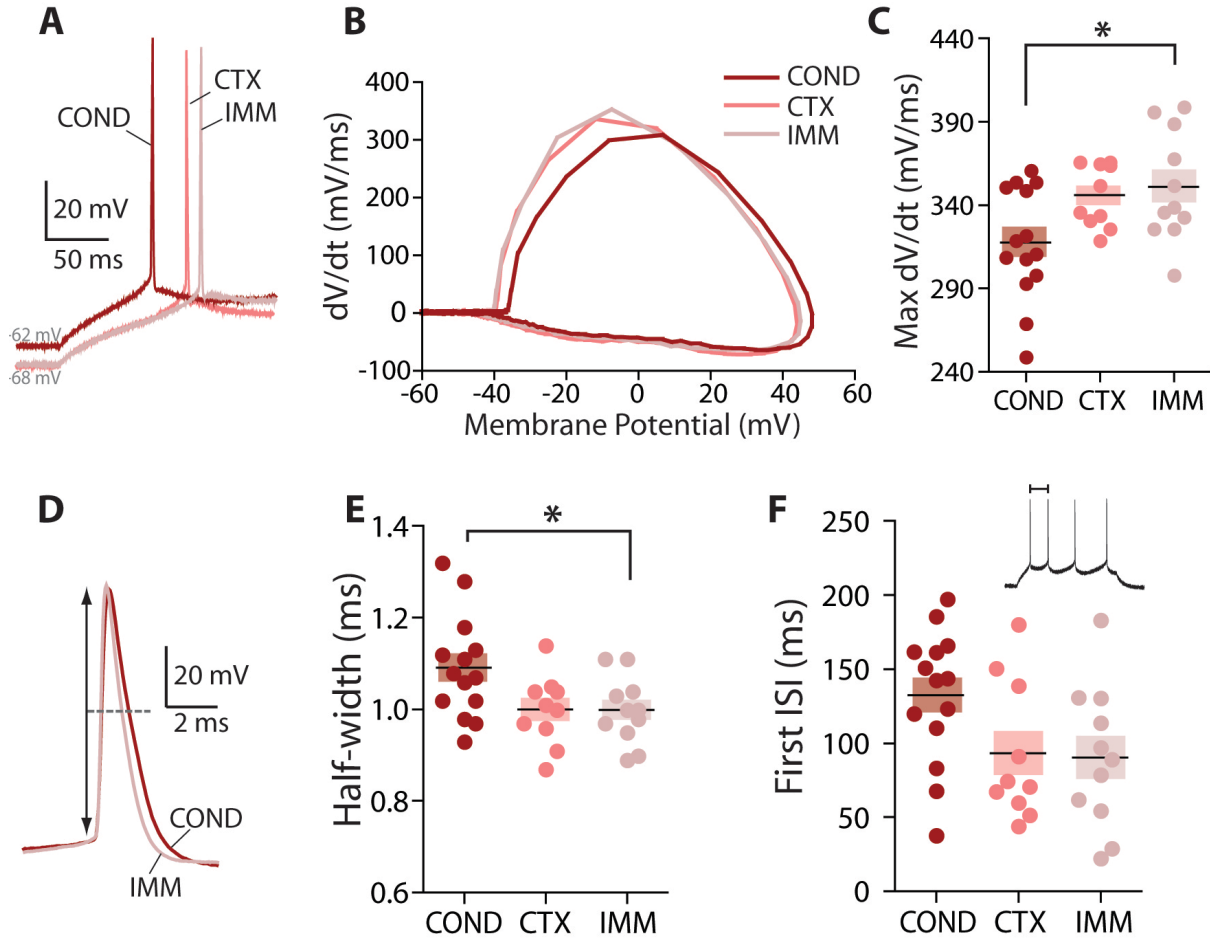 A
COND
CTX
IMM
20 mV
50 ms
-62 mV
-68 mV
B
COND
CTX
IMM
400
300
200
100
0
-100
dV/dt (mV/ms)
-60
-40
-20
0
20
40
60
Membrane Potential (mV)
C
*
440
390
340
290
240
Max dV/dt (mV/ms)
COND
CTX
IMM
D
20 mV
2 ms
COND
IMM
E
*
1.4
1.2
1.0
0.8
0.6
Half-width (ms)
COND
CTX
IMM
F
250
200
150
100
50
0
First ISI (ms)
COND
CTX
IMM